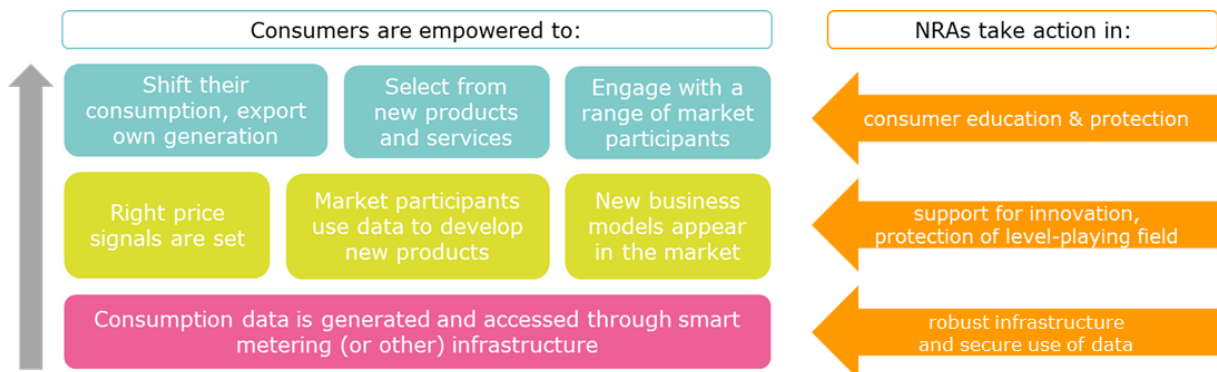 Consumers are empowered to:
NRAs take action in:
Shift their
consumption, export
own generation
Select from
new products
and services
Engage with a
range of market
participants
consumer education & protection
Right price
signals are set
Market participants
use data to develop
new products
New business
models appear
in the market
support for innovation,
protection of level-playing field
Consumption data is generated and accessed through smart
metering (or other) infrastructure
robust infrastructure
and secure use of data